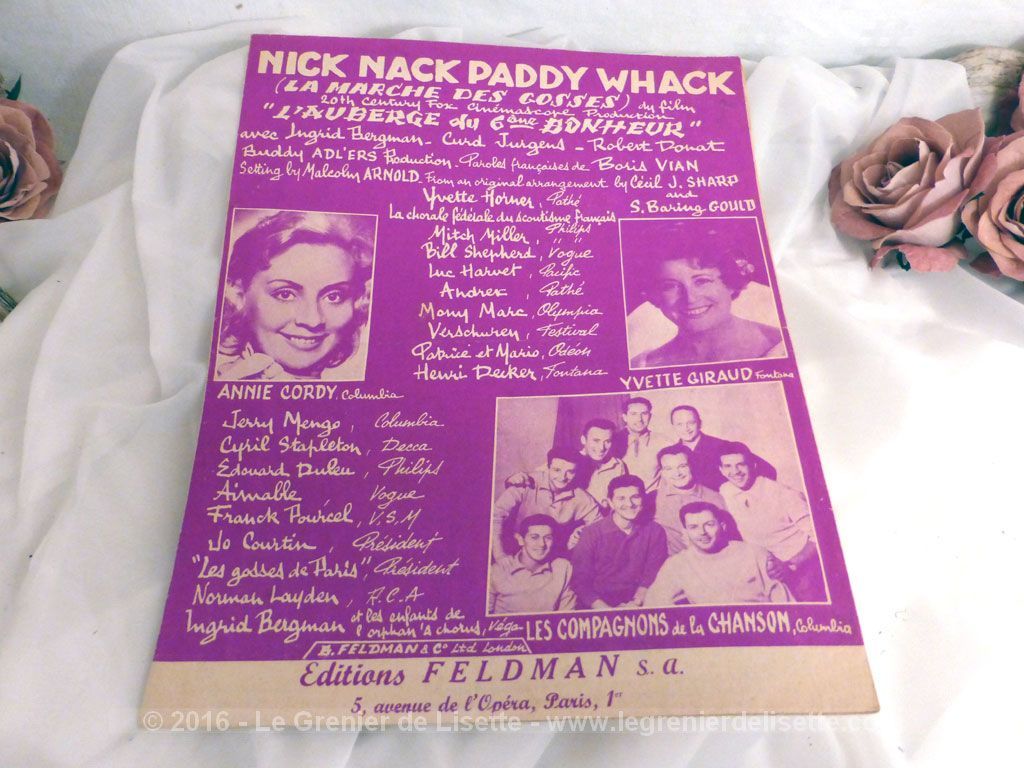 NICK NACK PADDY WHACK
(LA MARCHE DES GOSSES) du film
20th Century Fox Cinémascope Production
"L'AUBERGE du 6ème BONHEUR"
avec Ingrid Bergman - Curd Jurgens - Robert Donat
Buddy ADL'ERS Production - Paroles françaises de Boris VIAN
Setting by Malcolm ARNOLD - From an original arrangement by Cécil J. SHARP
and
S. Baring GOULD
Yvette Horner, Pathé
La chorale fédérale du scoutisme français
Philips
Mitch Miller, " "
Bill Shepherd, Vogue
Luc Harvet, Pacific
Andrex, Pathé
Mony Marc, Olympia
Verschuren, Festival
Patrice et Mario, Odéon
Henri Decker, Fontana
ANNIE CORDY, Columbia
YVETTE GIRAUD Fontana
Jerry Mengo, Columbia
Cyril Stapleton, Decca
Edouard Duleu, Philips
Aimable, Vogue
Franck Pourcel, V.S.M
Jo Courtin, Président
"Les gosses de Paris", Président
Norman Layden, R.C.A
Ingrid Bergman et les enfants de l'orphan's chorus, Véga
LES COMPAGNONS de la CHANSON, Columbia
B. FELDMAN & Co Ltd London
Editions FELDMAN s.a.
5, avenue de l'Opéra, Paris, 1er
© 2016 - Le Grenier de Lisette - www.legrenierdelisette.c